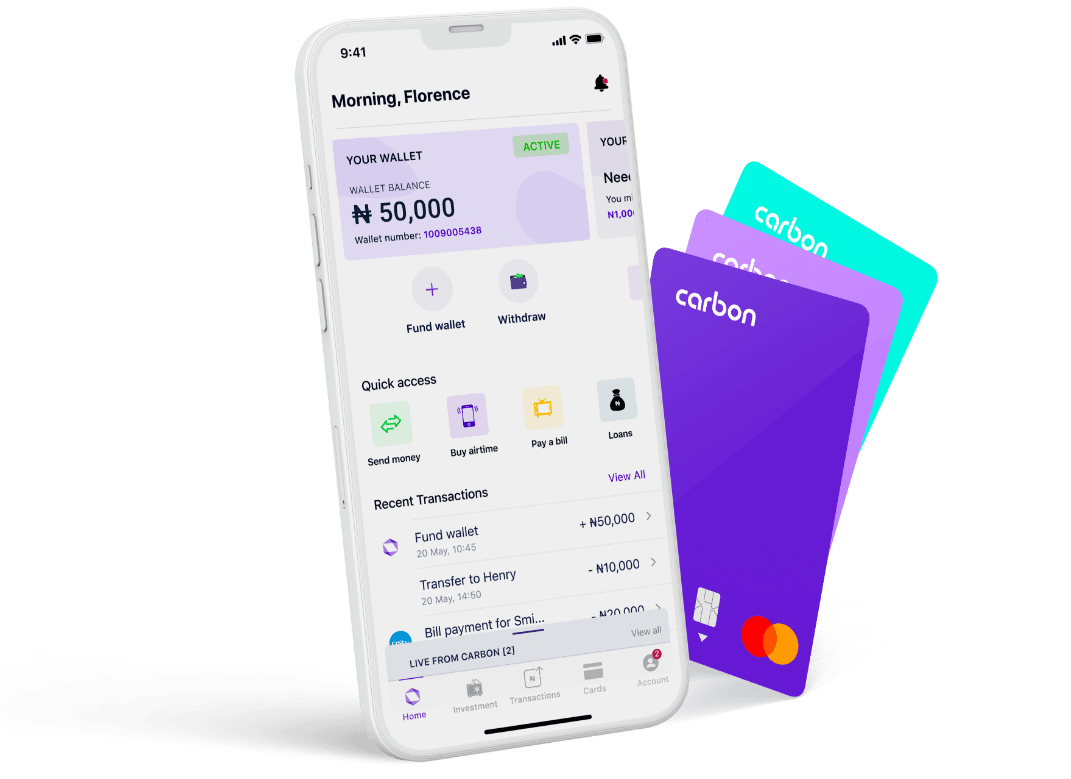 9:41
Morning, Florence
YOUR WALLET
ACTIVE
WALLET BALANCE
₦ 50,000
Wallet number: 1009005438
YOUR
Need
You mi
N1,00
Fund wallet
Withdraw
Quick access
Send money
Buy airtime
Pay a bill
Loans
Recent Transactions
View All
Fund wallet
+ ₦50,000
20 May, 10:45
Transfer to Henry
- ₦10,000
20 May, 14:50
Bill payment for Smi...
- ₦20,000
LIVE FROM CARBON [2]
View all
Home
Investment
Transactions
Cards
2
Account
carbon
carbon
carbon